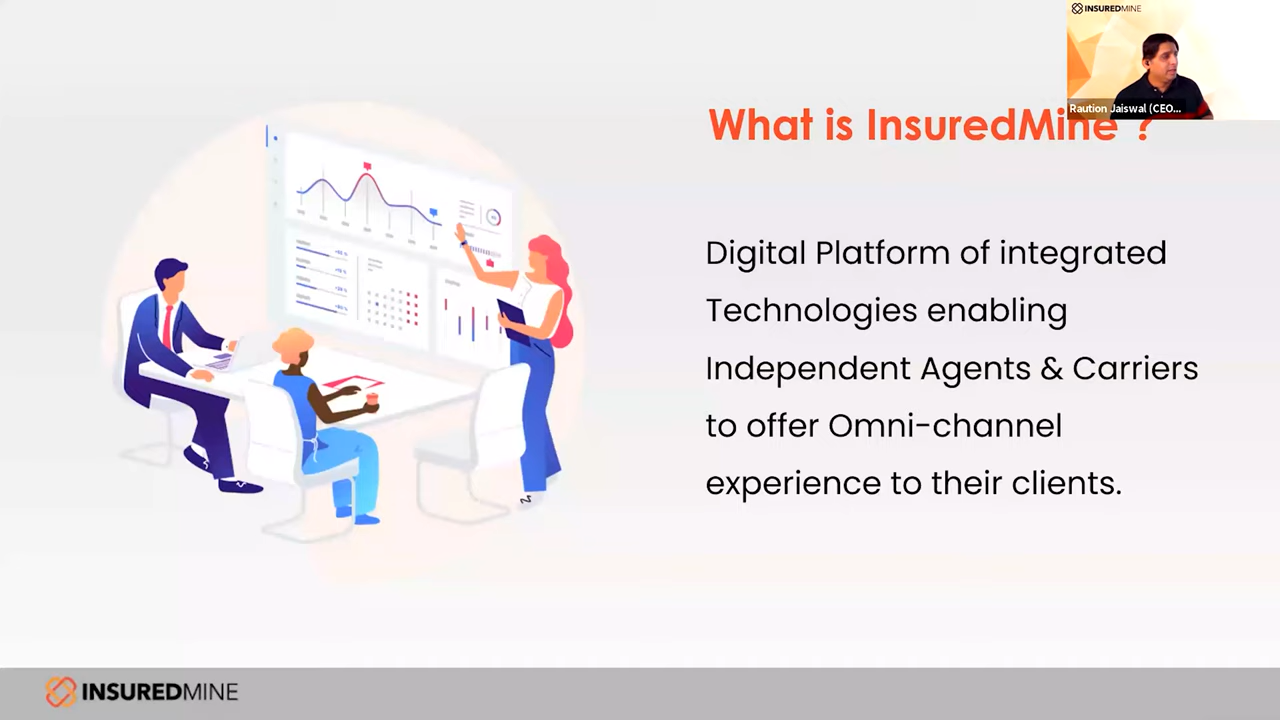 INSUREDMINE
Raution Jaiswal (CEO...
What is InsuredMine ?
Digital Platform of integrated
Technologies enabling
Independent Agents & Carriers
to offer Omni-channel
experience to their clients.
INSUREDMINE